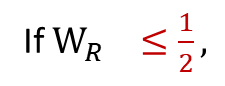 If W_R ≤ 1/2,